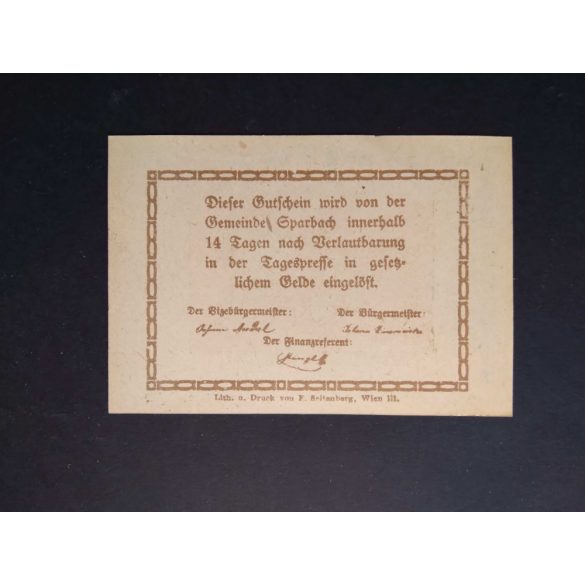 Dieser Gutschein wird von der
Gemeinde Sparbach innerhalb
14 Tagen nach Verlautbarung
in der Tagespresse in gesetz-
lichem Gelde eingelöst.
Der Vizebürgermeister: Der Bürgermeister:
Johann
Der Finanzreferent:
Lith. u. Druck von F. Seitenberg, Wien III.